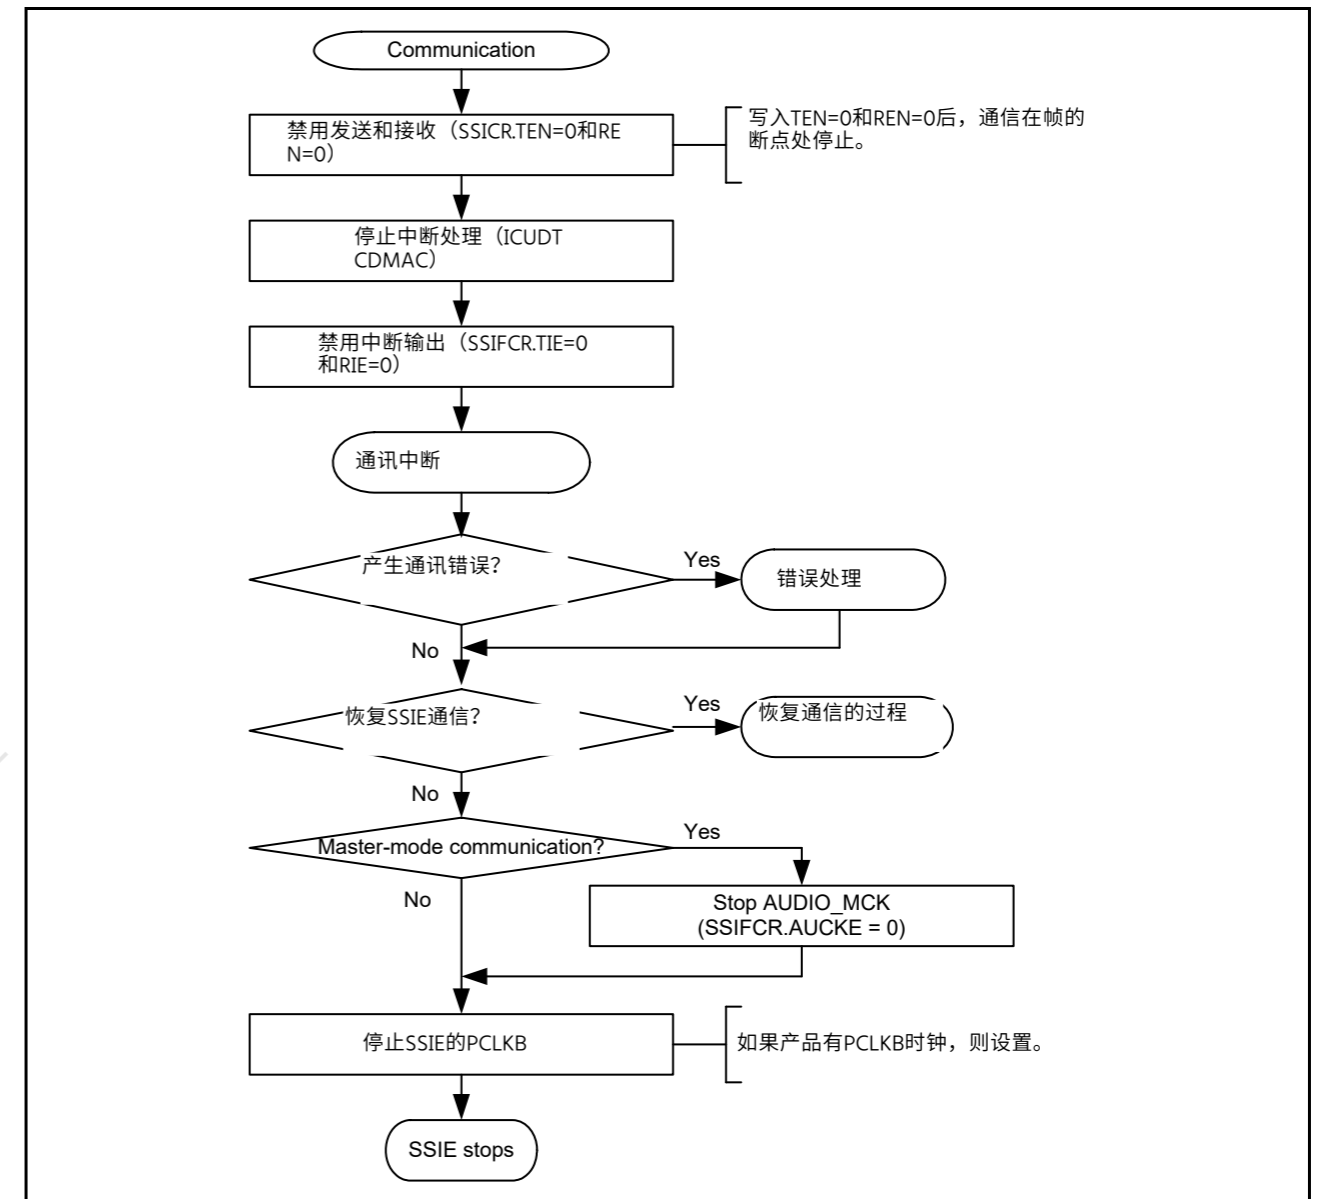 Communication
禁用发送和接收（SSICR.TEN=0和RE
N=0）
写入TEN=0和REN=0后，通信在帧的
断点处停止。
停止中断处理（ICUDT
CDMAC）
禁用中断输出（SSIFCR.TIE=0
和RIE=0）
通讯中断
产生通讯错误？
Yes
错误处理
No
恢复SSIE通信？
Yes
恢复通信的过程
No
Master-mode communication?
Yes
No
Stop AUDIO_MCK
(SSIFCR.AUCKE = 0)
停止SSIE的PCLKB
如果产品有PCLKB时钟，则设置。
SSIE stops